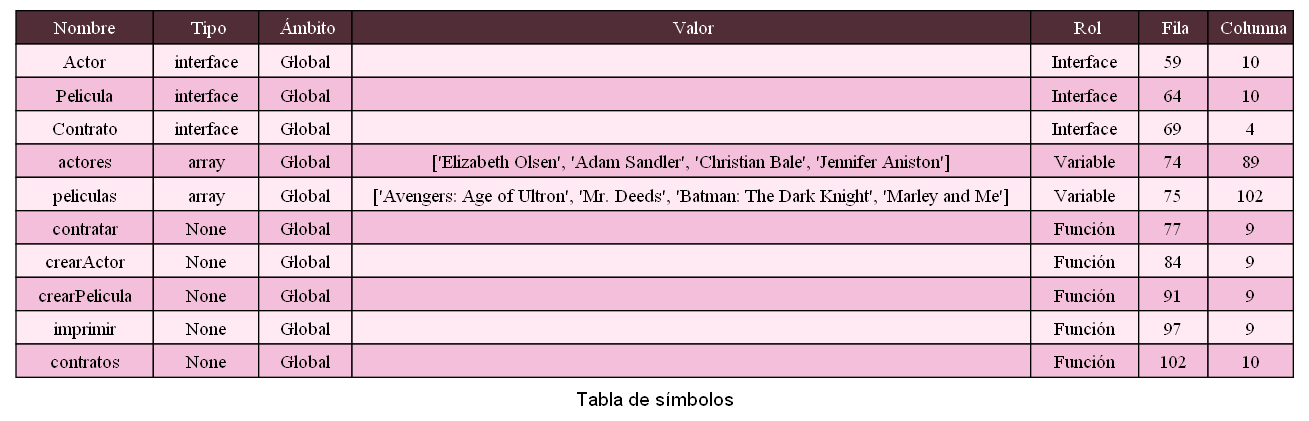 Nombre Tipo Ámbito Valor Rol Fila Columna
Actor interface Global Interface 59 10
Pelicula interface Global Interface 64 10
Contrato interface Global Interface 69 4
actores array Global ['Elizabeth Olsen', 'Adam Sandler', 'Christian Bale', 'Jennifer Aniston'] Variable 74 89
peliculas array Global ['Avengers: Age of Ultron', 'Mr. Deeds', 'Batman: The Dark Knight', 'Marley and Me'] Variable 75 102
contratar None Global Función 77 9
crearActor None Global Función 84 9
crearPelicula None Global Función 91 9
imprimir None Global Función 97 9
contratos None Global Función 102 10
Tabla de símbolos